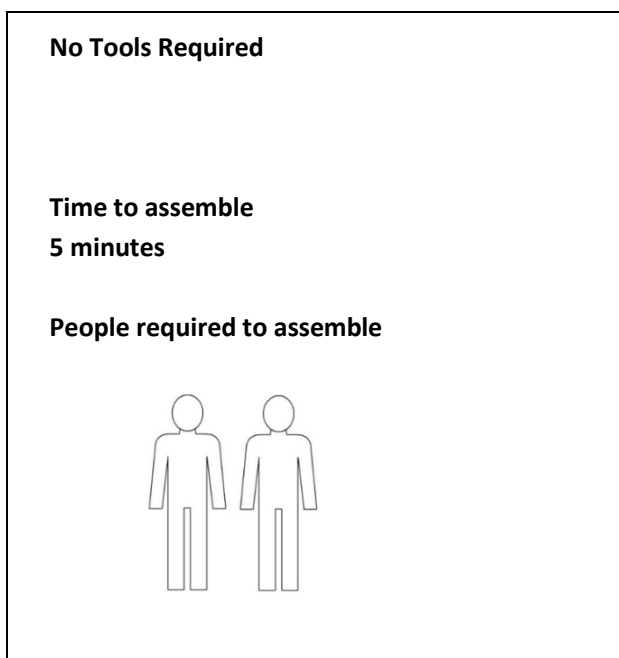 No Tools Required
Time to assemble
5 minutes
People required to assemble